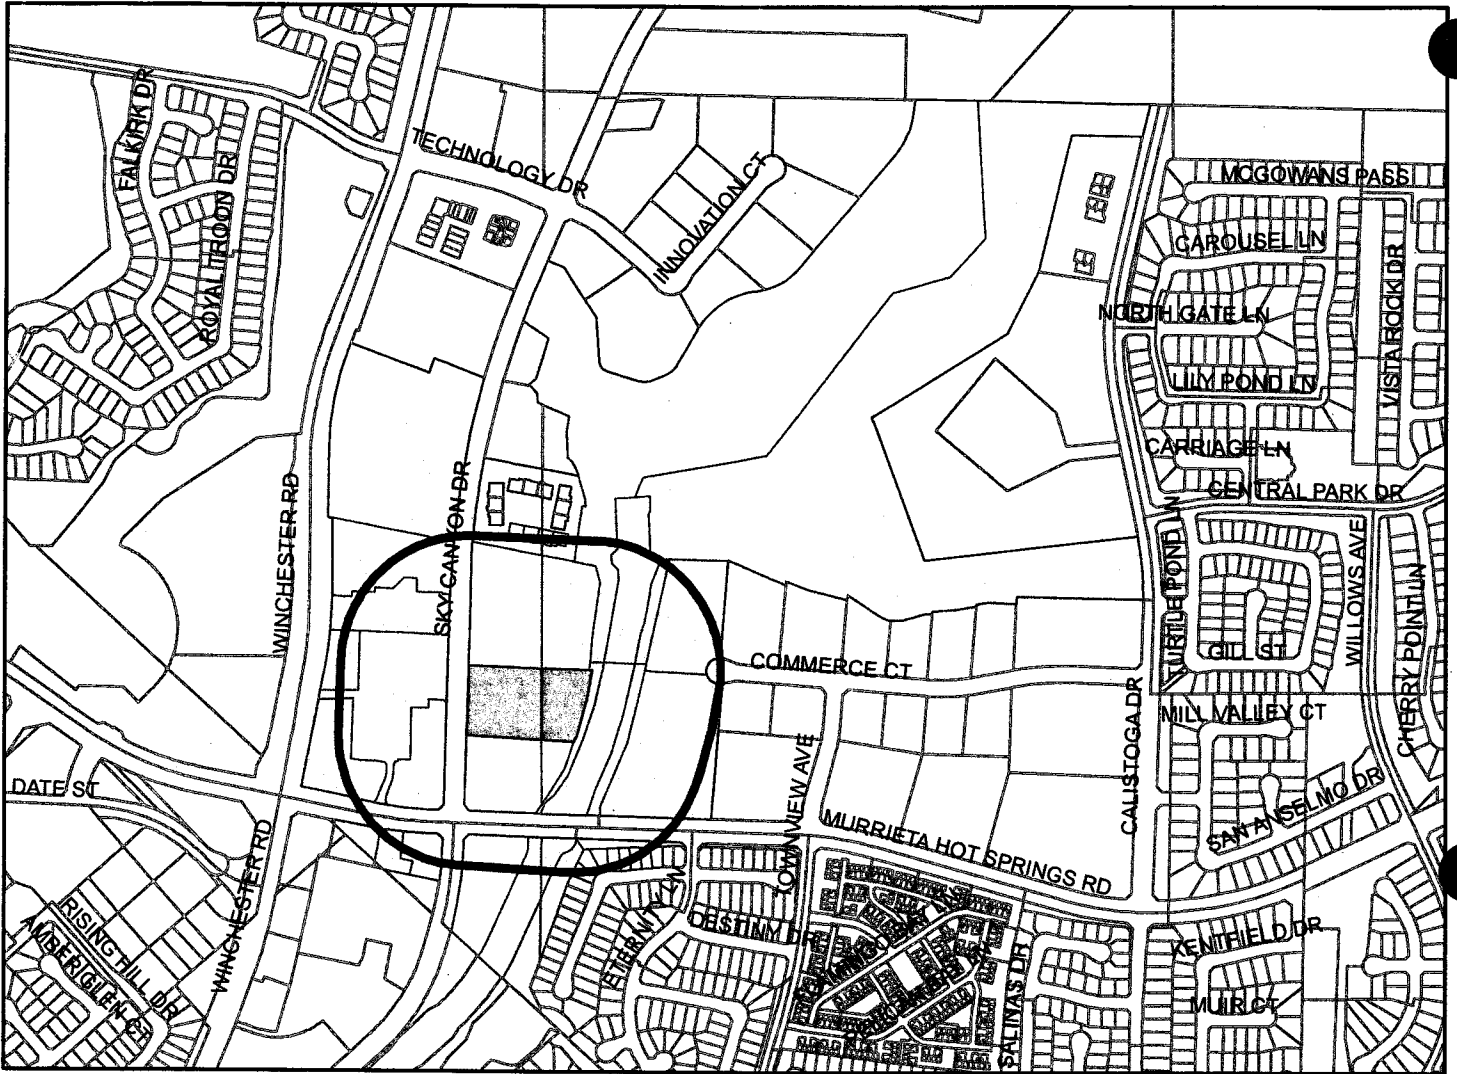 FALKIRK DR
ROYAL TROON DR
TECHNOLOGY DR
INNOVATION CT
MCGOWANS PASS
CAROUSEL LN
NORTH GATE LN
VISTA ROCK DR
LILY POND LN
CARRIAGE LN
CENTRAL PARK DR
WINCHESTER RD
SKY CANYON DR
TURTLE POND LN
WILLOWS AVE
CHERRY POINT LN
GILL ST
COMMERCE CT
MILL VALLEY CT
CALISTOGA DR
TOWNVIEW AVE
SAN ANSELMO DR
DATE ST
MURRIETA HOT SPRINGS RD
WINCHESTER RD
RISING HILL DR
AMBERGLEN CT
ETERNITY LN
DESTINY DR
SALINAS DR
KENTFIELD DR
MUIR CT